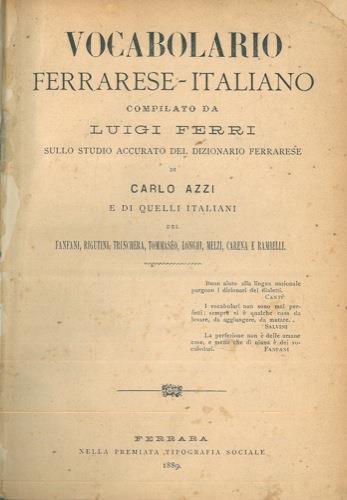 VOCABOLARIO
FERRARESE-ITALIANO
COMPILATO DA
LUIGI FERRI
SULLO STUDIO ACCURATO DEL DIZIONARIO FERRARESE
DI
CARLO AZZI
E DI QUELLI ITALIANI
DEL
FANFANI, RIGUTINI, TRINCHERA, TOMMASÈO, LONGHI, MELZI, CARENA E RAMBELLI.
Buon aiuto alla lingua nazionale
porgono i dizionari dei dialetti.
CANTÙ
I vocabolari non sono mai per-
fetti; sempre vi è qualche cosa da
levare, da aggiungere, da mutare..
SALVINI
La perfezione non è delle umane
cose, e meno che di niuna è dei vo-
cabolari. FANFANI
FERRARA
NELLA PREMIATA TIPOGRAFIA SOCIALE
1889.